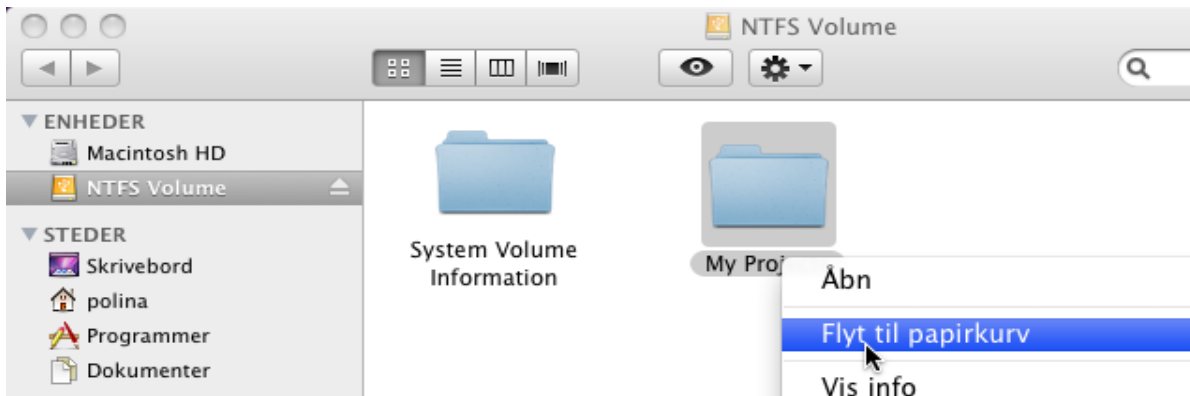 NTFS Volume
ENHEDER
Macintosh HD
NTFS Volume
STEDER
Skrivebord
polina
Programmer
Dokumenter
System Volume
Information
My
Åbn
Flyt til papirkurv
Vis info